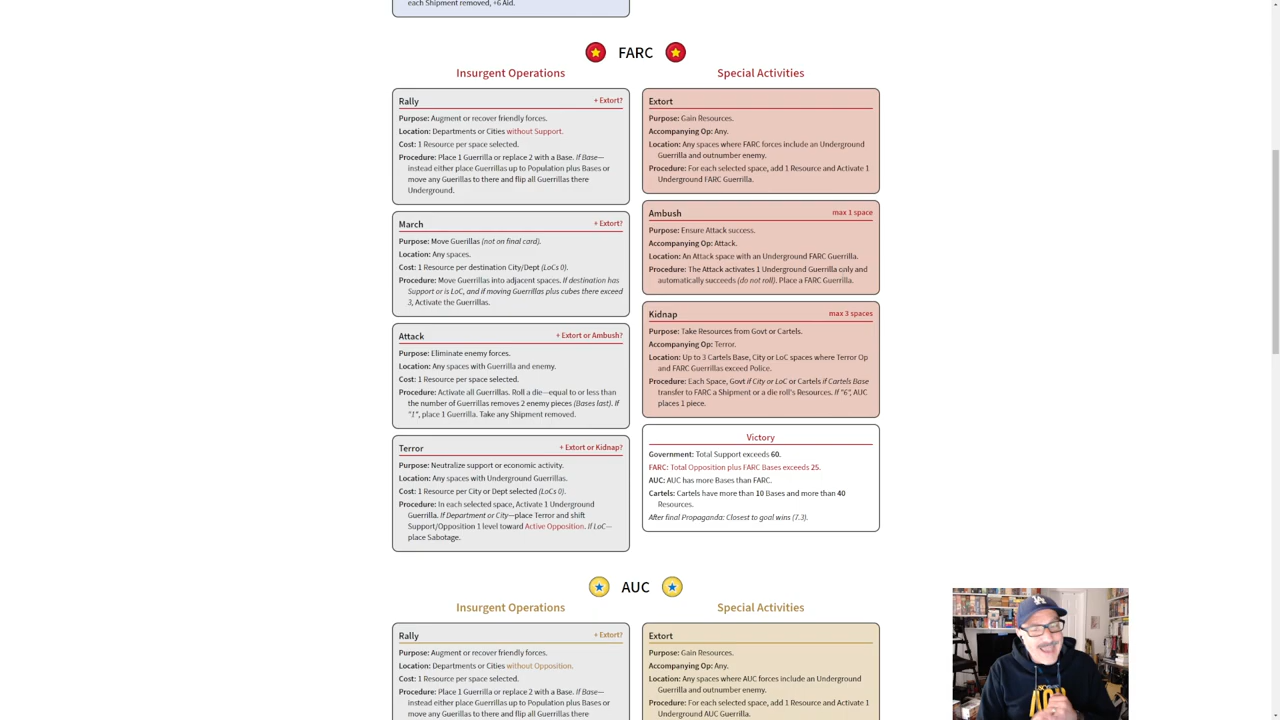 each Shipment removed, +6 Aid.
FARC
Insurgent Operations
Rally + Extort?
Purpose: Augment or recover friendly forces.
Location: Departments or Cities without Support.
Cost: 1 Resource per space selected.
Procedure: Place 1 Guerrilla or replace 2 with a Base. If Base—
instead either place Guerrillas up to Population plus Bases or
move any Guerillas to there and flip all Guerrillas there
Underground.
March + Extort?
Purpose: Move Guerillas (not on final card).
Location: Any spaces.
Cost: 1 Resource per destination City/Dept (LoCs 0).
Procedure: Move Guerrillas into adjacent spaces. If destination has
Support or is LoC, and if moving Guerrillas plus cubes there exceed
3, Activate the Guerrillas.
Attack + Extort or Ambush?
Purpose: Eliminate enemy forces.
Location: Any spaces with Guerrilla and enemy.
Cost: 1 Resource per space selected.
Procedure: Activate all Guerrillas. Roll a die—equal to or less than
the number of Guerrillas removes 2 enemy pieces (Bases last). If
"1", place 1 Guerrilla. Take any Shipment removed.
Terror + Extort or Kidnap?
Purpose: Neutralize support or economic activity.
Location: Any spaces with Underground Guerrillas.
Cost: 1 Resource per City or Dept selected (LoCs 0).
Procedure: In each selected space, Activate 1 Underground
Guerrilla. If Department or City—place Terror and shift
Support/Opposition 1 level toward Active Opposition. If LoC—
place Sabotage.
Special Activities
Extort
Purpose: Gain Resources.
Accompanying Op: Any.
Location: Any spaces where FARC forces include an Underground
Guerrilla and outnumber enemy.
Procedure: For each selected space, add 1 Resource and Activate 1
Underground FARC Guerrilla.
Ambush max 1 space
Purpose: Ensure Attack success.
Accompanying Op: Attack.
Location: An Attack space with an Underground FARC Guerrilla.
Procedure: The Attack activates 1 Underground Guerrilla only and
automatically succeeds (do not roll). Place a FARC Guerrilla.
Kidnap max 3 spaces
Purpose: Take Resources from Govt or Cartels.
Accompanying Op: Terror.
Location: Up to 3 Cartels Base, City or LoC spaces where Terror Op
and FARC Guerrillas exceed Police.
Procedure: Each Space, Govt if City or LoC or Cartels if Cartels Base
transfer to FARC a Shipment or a die roll's Resources. If "6", AUC
places 1 piece.
Victory
Government: Total Support exceeds 60.
FARC: Total Opposition plus FARC Bases exceeds 25.
AUC: AUC has more Bases than FARC.
Cartels: Cartels have more than 10 Bases and more than 40
Resources.
After final Propaganda: Closest to goal wins (7.3).
AUC
Insurgent Operations
Rally + Extort?
Purpose: Augment or recover friendly forces.
Location: Departments or Cities without Opposition.
Cost: 1 Resource per space selected.
Procedure: Place 1 Guerrilla or replace 2 with a Base. If Base—
instead either place Guerrillas up to Population plus Bases or
move any Guerillas to there and flip all Guerrillas there
Special Activities
Extort
Purpose: Gain Resources.
Accompanying Op: Any.
Location: Any spaces where AUC forces include an Underground
Guerrilla and outnumber enemy.
Procedure: For each selected space, add 1 Resource and Activate 1
Underground AUC Guerrilla.